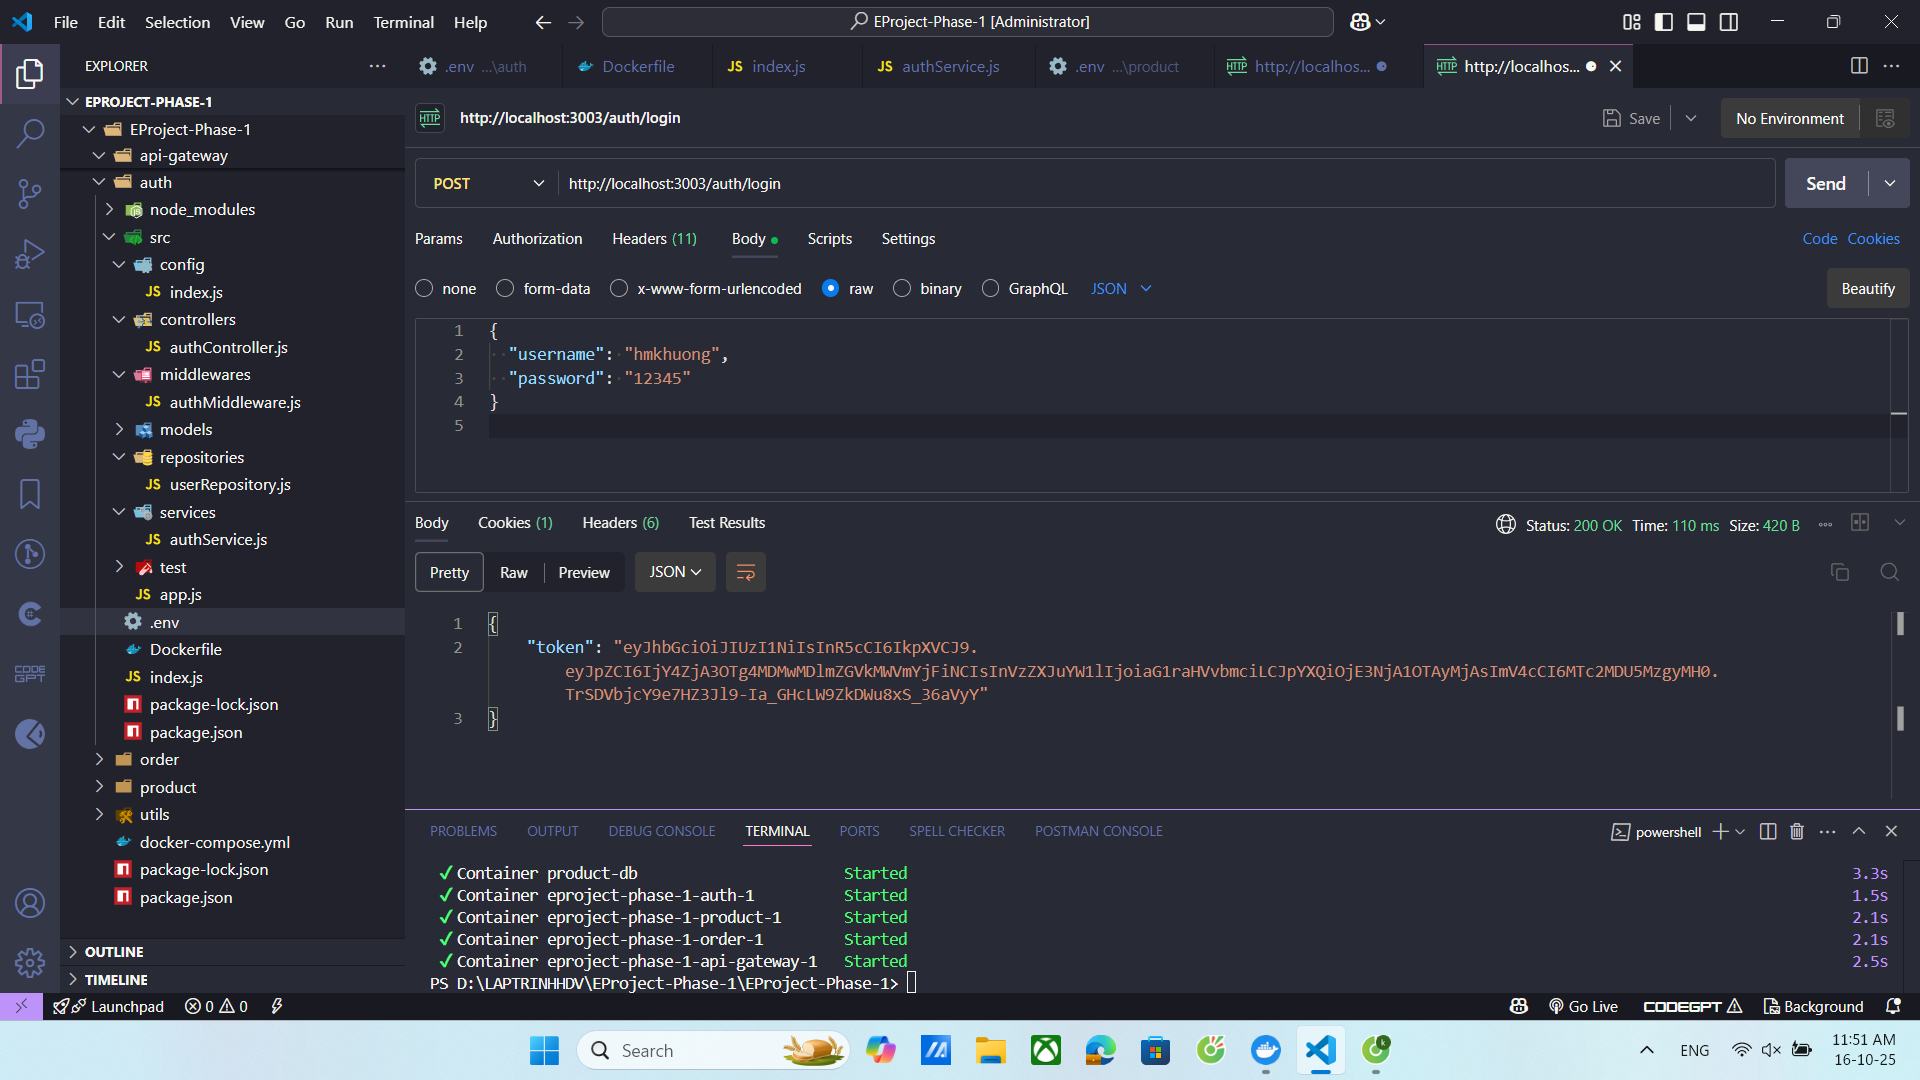 File Edit Selection View Go Run Terminal Help
EProject-Phase-1 [Administrator]
EXPLORER
.env ...\auth
Dockerfile
JS index.js
JS authService.js
.env ...\product
HTTP http://localhos...
HTTP http://localhos...
EPROJECT-PHASE-1
EProject-Phase-1
api-gateway
auth
node_modules
src
config
JS index.js
controllers
JS authController.js
middlewares
JS authMiddleware.js
models
repositories
JS userRepository.js
services
JS authService.js
test
JS app.js
.env
Dockerfile
JS index.js
package-lock.json
package.json
order
product
utils
docker-compose.yml
package-lock.json
package.json
OUTLINE
TIMELINE
HTTP http://localhost:3003/auth/login
Save
No Environment
POST http://localhost:3003/auth/login
Send
Params Authorization Headers (11) Body Scripts Settings
Code Cookies
none form-data x-www-form-urlencoded raw binary GraphQL JSON
Beautify
1 {
2 "username": "hmkhuong",
3 "password": "12345"
4 }
5
Body Cookies (1) Headers (6) Test Results
Status: 200 OK Time: 110 ms Size: 420 B
Pretty Raw Preview JSON
1 {
2 "token": "eyJhbGciOiJIUzI1NiIsInR5cCI6IkpXVCJ9.
eyJpZCI6IjY4ZjA3OTg4MDMwMDlmZGVkMWVmYjFiNCIsInVzZXJuYW1lIjoiaG1raHVvbmciLCJpYXQiOjE3NjA1OTAyMjAsImV4cCI6MTc2MDU5MzgyMH0.
TrSDVbjcY9e7HZ3Jl9-Ia_GHcLW9ZkDWu8xS_36aVyY"
3 }
PROBLEMS OUTPUT DEBUG CONSOLE TERMINAL PORTS SPELL CHECKER POSTMAN CONSOLE
powershell
Container product-db Started 3.3s
Container eproject-phase-1-auth-1 Started 1.5s
Container eproject-phase-1-product-1 Started 2.1s
Container eproject-phase-1-order-1 Started 2.1s
Container eproject-phase-1-api-gateway-1 Started 2.5s
PS D:\LAPTRINHHDV\EProject-Phase-1\EProject-Phase-1>
CODE
GPT
Launchpad 0 0
Go Live CODEGPT Background
Search
ENG
11:51 AM
16-10-25